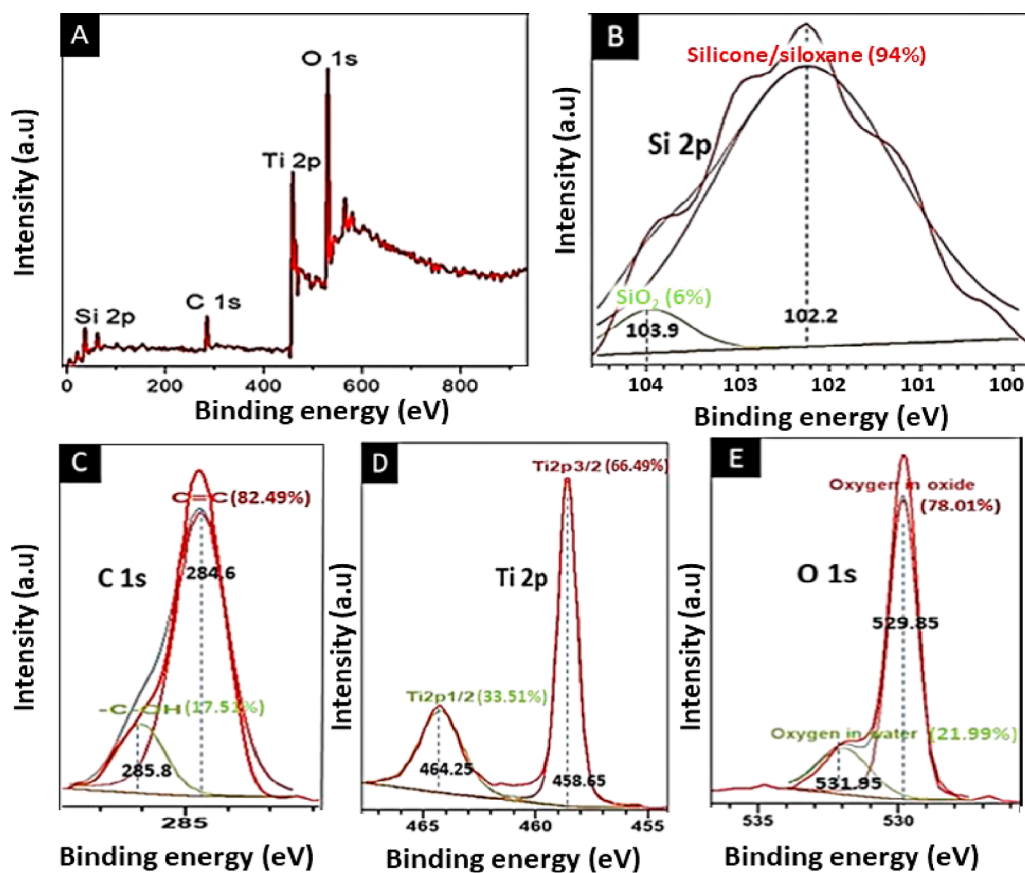 A
O 1s
Ti 2p
C 1s
Si 2p
Intensity (a.u)
0 200 400 600 800
Binding energy (eV)
B
Silicone/siloxane (94%)
Si 2p
SiO₂ (6%)
103.9
102.2
Intensity (a.u)
104 103 102 101 100
Binding energy (eV)
C
C=C (82.49%)
C 1s
284.6
-C-OH (17.51%)
285.8
Intensity (a.u)
285
Binding energy (eV)
D
Ti2p3/2 (66.49%)
Ti 2p
Ti2p1/2 (33.51%)
464.25
458.65
Intensity (a.u)
465 460 455
Binding energy (eV)
E
Oxygen in oxide
(78.01%)
O 1s
529.85
Oxygen in water (21.99%)
531.95
Intensity (a.u)
535 530
Binding energy (eV)